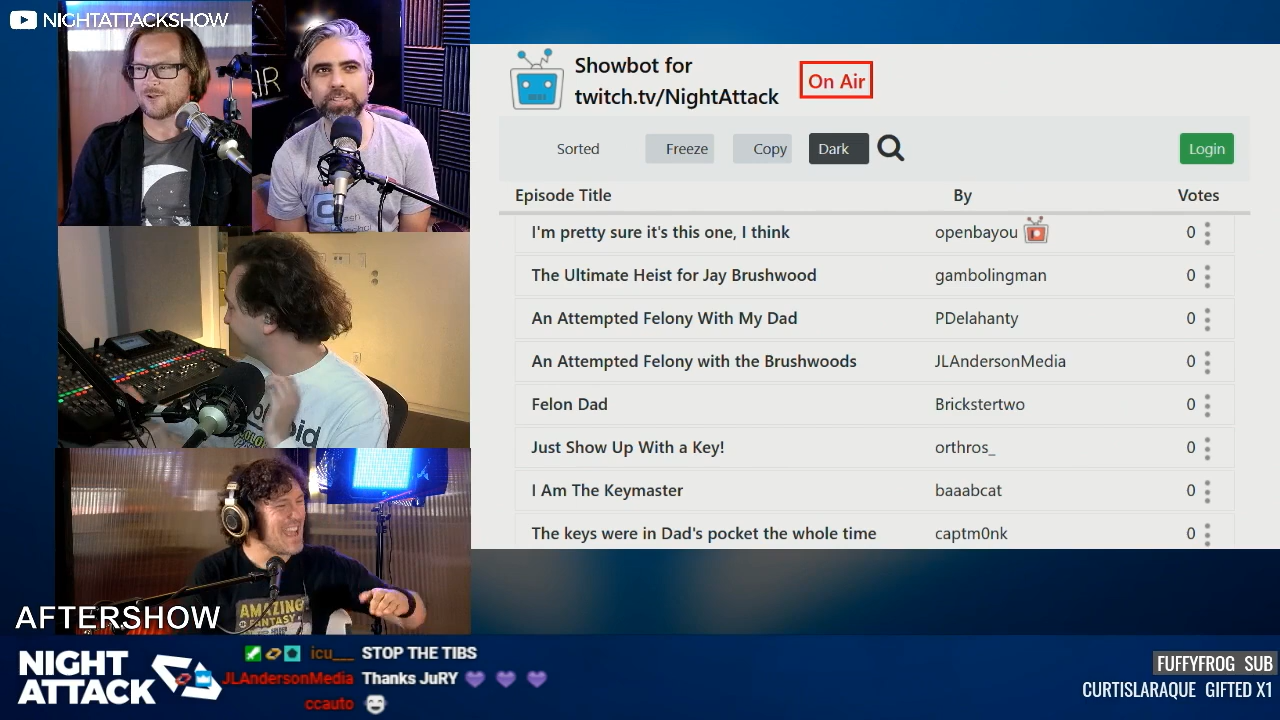 NIGHTATTACKSHOW
Showbot for
twitch.tv/NightAttack
On Air
Sorted
Freeze
Copy
Dark
Login
Episode Title
By
Votes
I'm pretty sure it's this one, I think
openbayou
0
The Ultimate Heist for Jay Brushwood
gambolingman
0
An Attempted Felony With My Dad
PDelahanty
0
An Attempted Felony with the Brushwoods
JLAndersonMedia
0
Felon Dad
Brickstertwo
0
Just Show Up With a Key!
orthros_
0
I Am The Keymaster
baaabcat
0
The keys were in Dad's pocket the whole time
captm0nk
0
AMAZING
FANTASY
AFTERSHOW
NIGHT
ATTACK
icu___ STOP THE TIBS
JLAndersonMedia Thanks JuRY
ccauto
FUFFYFROG SUB
CURTISLARAQUE GIFTED X1